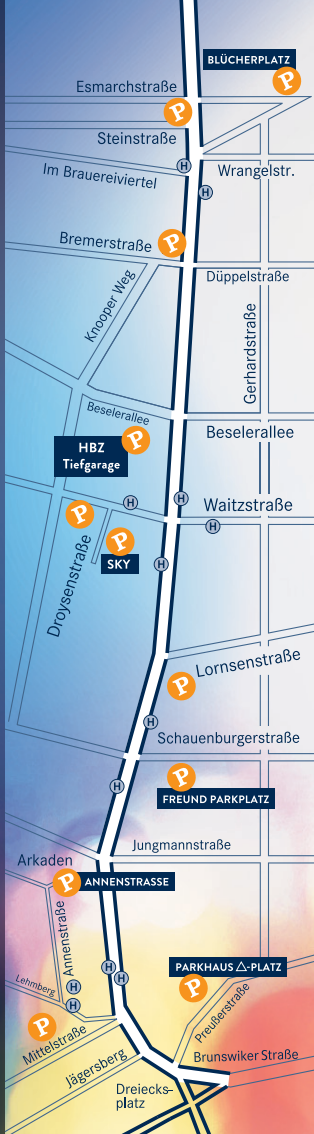 BLÜCHERPLATZ
P
Esmarchstraße
P
Steinstraße
H
Im Brauereiviertel
Wrangelstr.
H
Bremerstraße
P
Düppelstraße
Knooper Weg
Gerhardstraße
Beselerallee
Beselerallee
HBZ
Tiefgarage
P
H
H
Waitzstraße
P
H
Droysenstraße
P
SKY
H
Lornsenstraße
P
H
Schauenburgerstraße
P
H
FREUND PARKPLATZ
Jungmannstraße
Arkaden
P
ANNENSTRASSE
Annenstraße
H
H
PARKHAUS △-PLATZ
Lehmberg
H
P
H
P
Preußerstraße
Mittelstraße
Jägersberg
Brunswiker Straße
Dreiecks-
platz